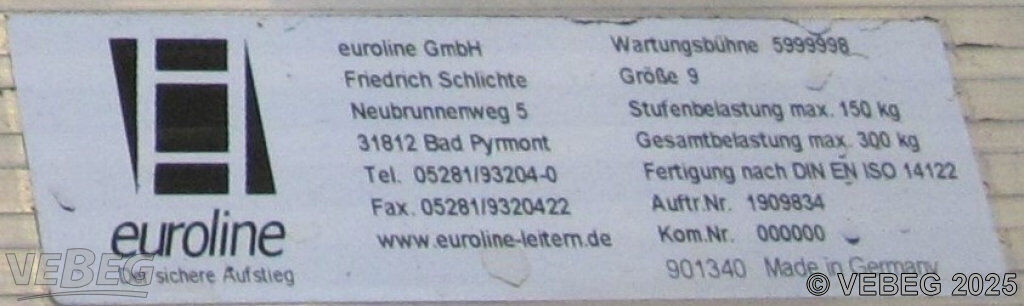 euroline
Der sichere Aufstieg
euroline GmbH
Friedrich Schlichte
Neubrunnenweg 5
31812 Bad Pyrmont
Tel. 05281/93204-0
Fax. 05281/9320422
www.euroline-leitern.de
Wartungsbühne 5999998
Größe 9
Stufenbelastung max. 150 kg
Gesamtbelastung max. 300 kg
Fertigung nach DIN EN ISO 14122
Auftr.Nr. 1909834
Kom.Nr. 000000
901340 Made in Germany
VEBEG
© VEBEG 2025